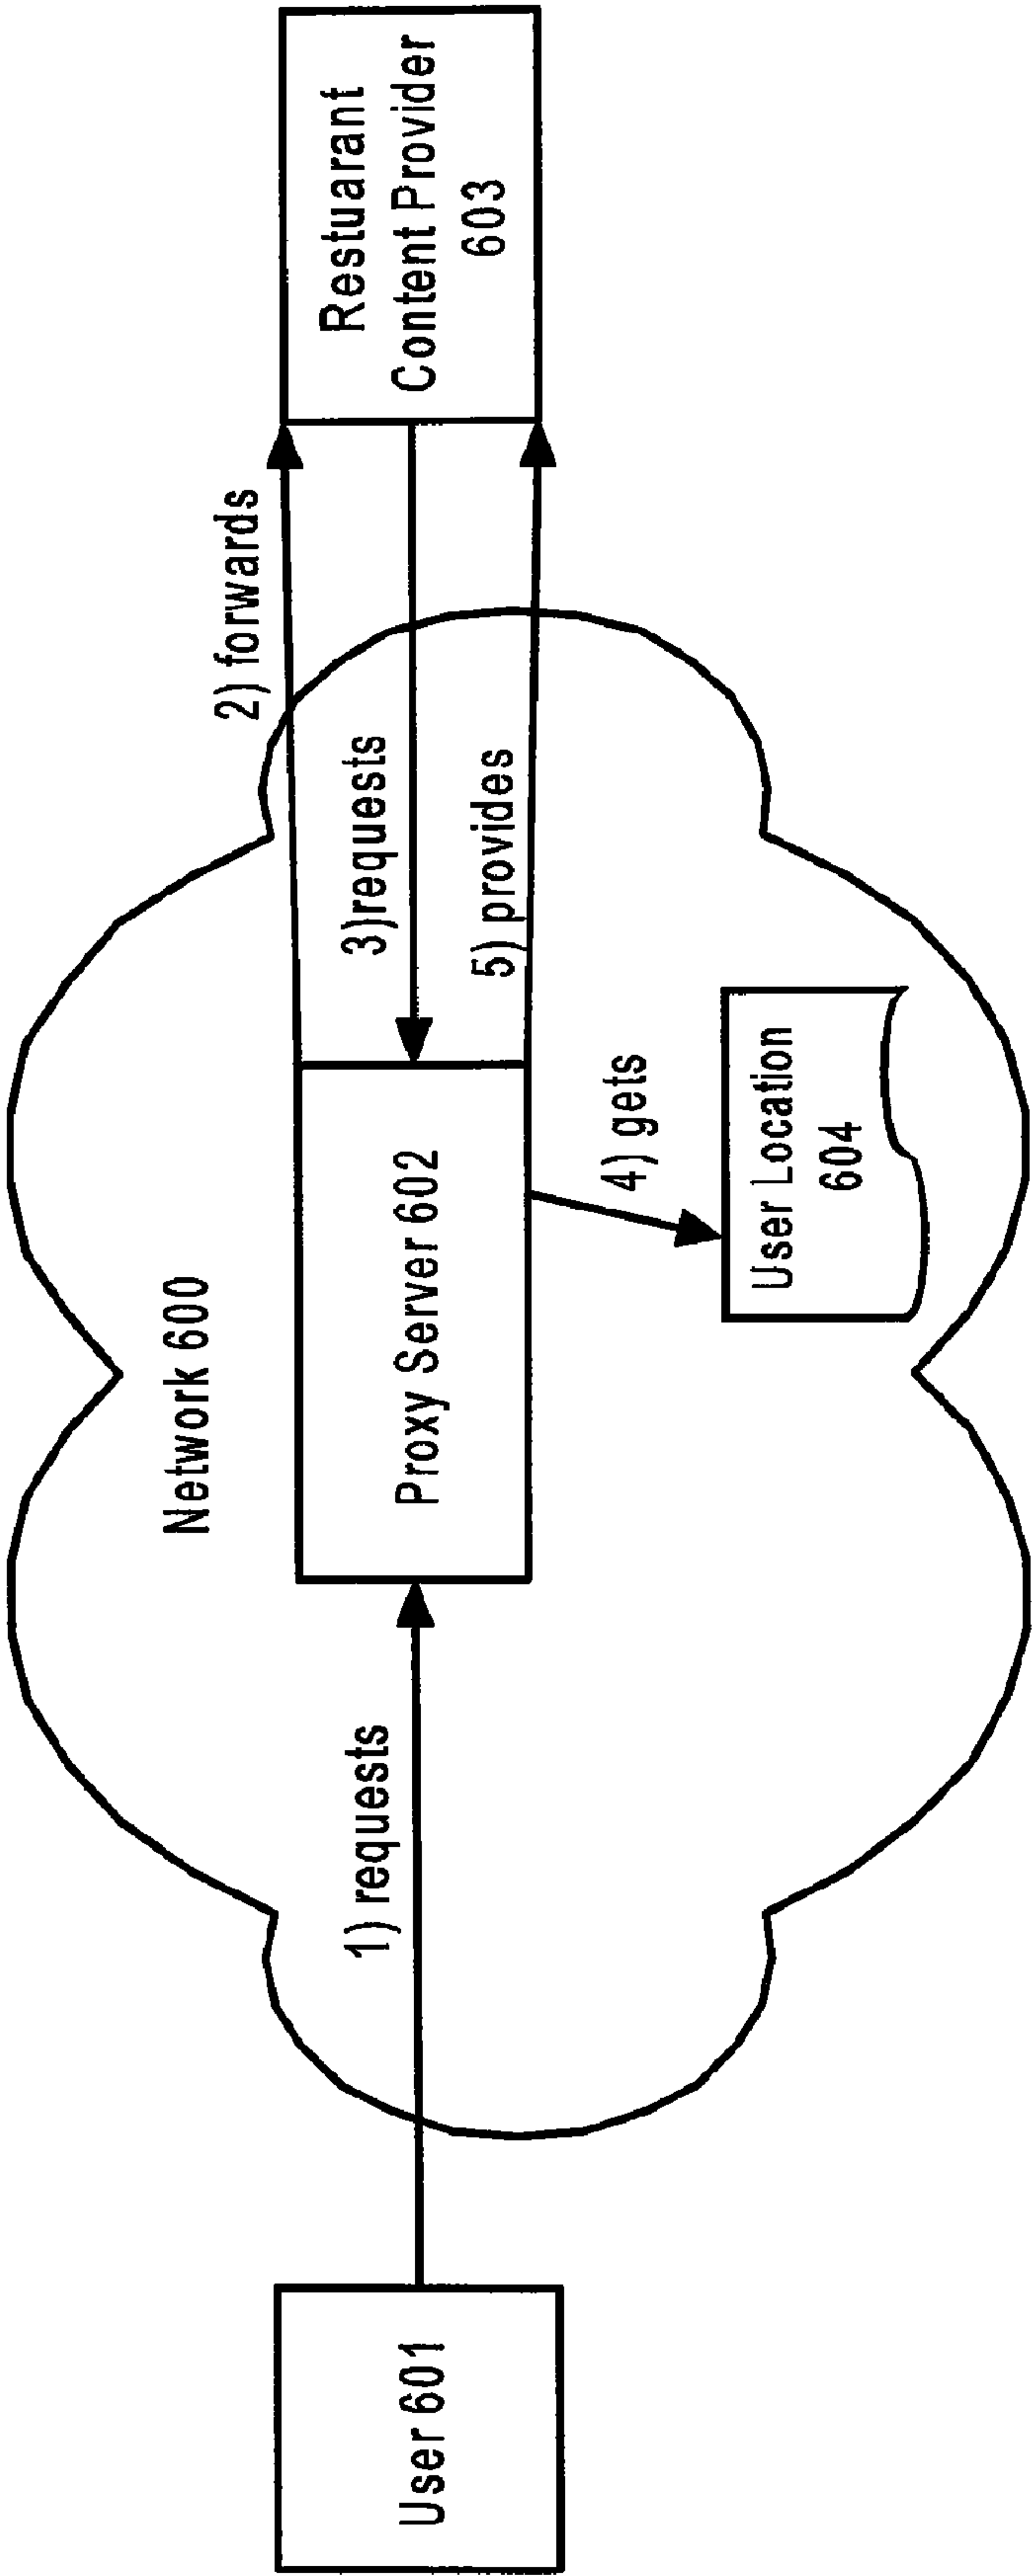 Network 600
User 601
1) requests
Proxy Server 602
2) forwards
3)requests
5) provides
4) gets
User Location
604
Restuarant
Content Provider
603